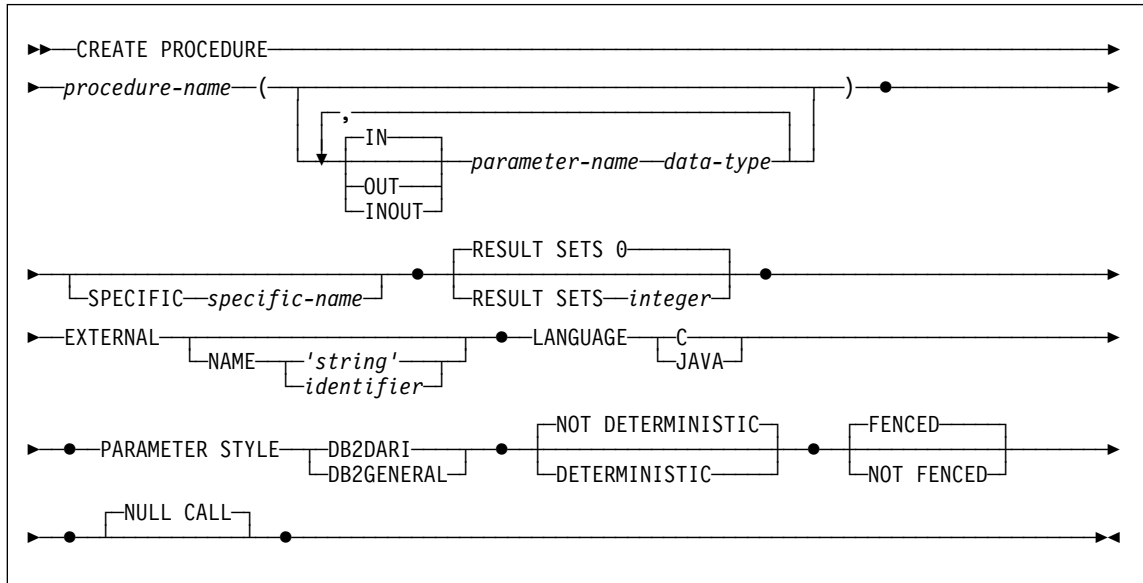 CREATE PROCEDURE
procedure-name ( ) 
,
IN
parameter-name data-type
OUT
INOUT
RESULT SETS 0
SPECIFIC specific-name RESULT SETS integer
EXTERNAL LANGUAGE C
NAME 'string' JAVA
identifier
NOT DETERMINISTIC FENCED
PARAMETER STYLE DB2DARI
DB2GENERAL DETERMINISTIC NOT FENCED
NULL CALL